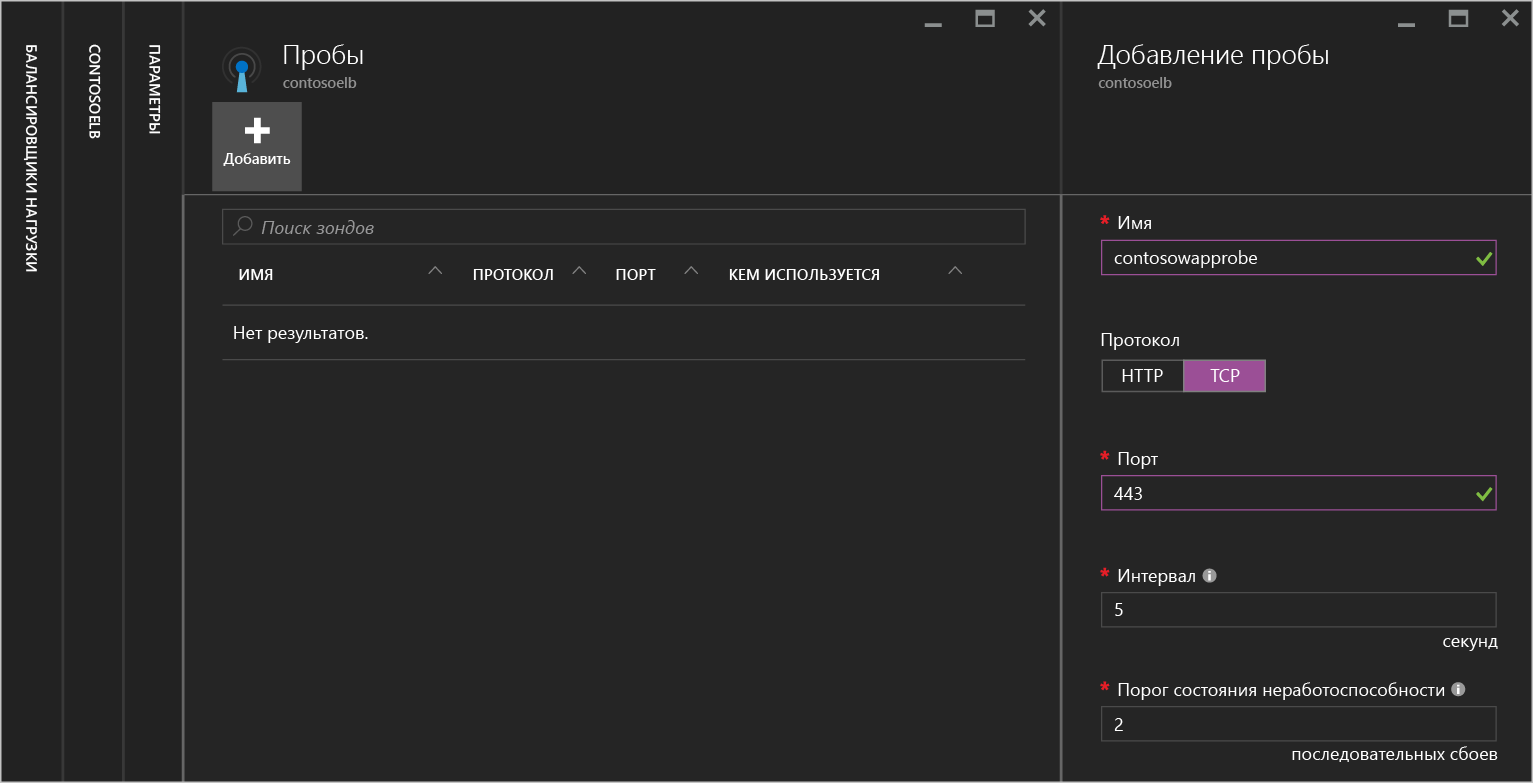 БАЛАНСИРОВЩИКИ НАГРУЗКИ
CONTOSOELB
ПАРАМЕТРЫ
Пробы
contosoelb
Добавить
Поиск зондов
ИМЯ ПРОТОКОЛ ПОРТ КЕМ ИСПОЛЬЗУЕТСЯ
Нет результатов.
Добавление пробы
contosoelb
* Имя
contosowapprobe
Протокол
HTTP TCP
* Порт
443
* Интервал
5
секунд
* Порог состояния неработоспособности
2
последовательных сбоев